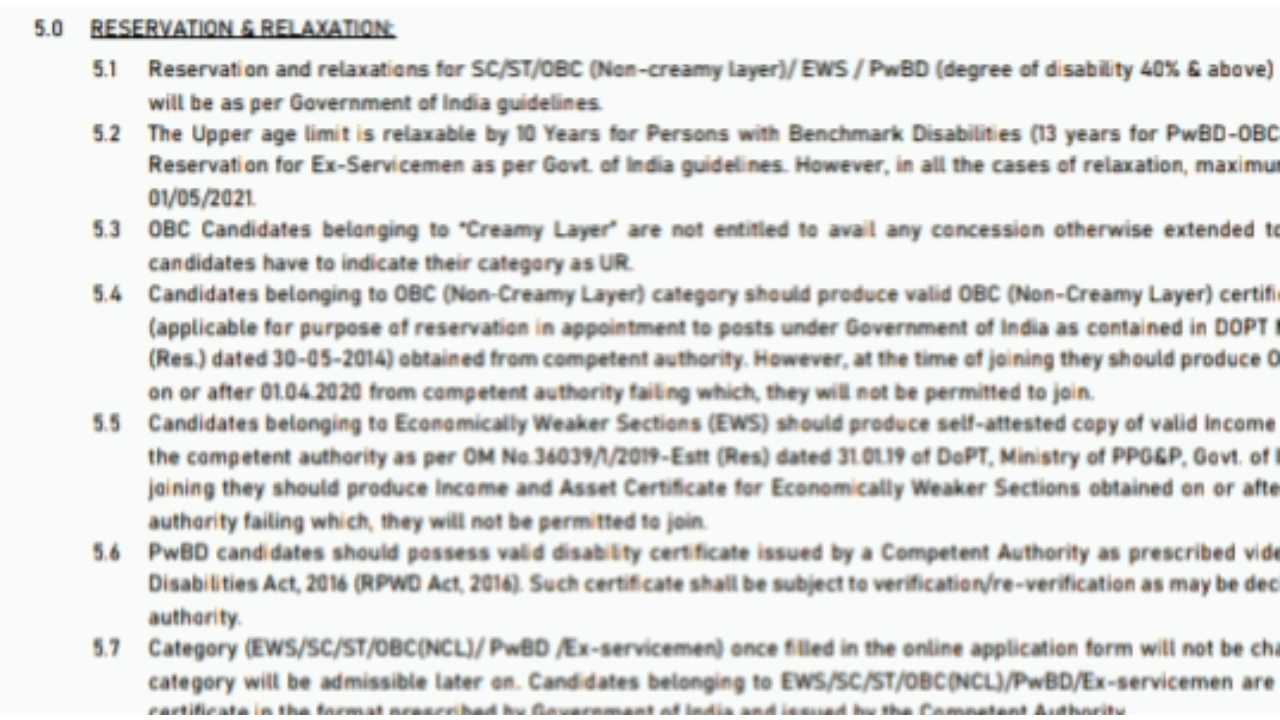 5.0 RESERVATION & RELAXATION:
5.1 Reservation and relaxations for SC/ST/OBC (Non-creamy layer)/ EWS / PwBD (degree of disability 40% & above)
will be as per Government of India guidelines.
5.2 The Upper age limit is relaxable by 10 Years for Persons with Benchmark Disabilities (13 years for PwBD-OBC
Reservation for Ex-Servicemen as per Govt. of India guidelines. However, in all the cases of relaxation,
01/05/2021.
5.3 OBC Candidates belonging to "Creamy Layer" are not entitled to avail any concession otherwise extended to
candidates have to indicate their category as UR.
5.4 Candidates belonging to OBC (Non-Creamy Layer) category should produce valid OBC (Non-Creamy Layer)
(applicable for purpose of reservation in appointment to posts under Government of India as contained in DOPT
(Res.) dated 30-05-2014) obtained from competent authority. However, at the time of joining they should produce
on or after 01.04.2020 from competent authority failing which, they will not be permitted to join.
5.5 Candidates belonging to Economically Weaker Sections (EWS) should produce self-attested copy of valid Income
the competent authority as per OM No.36039/1/2019-Estt (Res) dated 31.01.19 of DoPT, Ministry of PPG&P, Govt. of
joining they should produce Income and Asset Certificate for Economically Weaker Sections obtained on or
authority failing which, they will not be permitted to join.
5.6 PwBD candidates should possess valid disability certificate issued by a Competent Authority as prescribed
Disabilities Act, 2016 (RPWD Act, 2016). Such certificate shall be subject to verification/re-verification as may be
authority.
5.7 Category (EWS/SC/ST/OBC(NCL)/ PwBD /Ex-servicemen) once filled in the online application form will not be
category will be admissible later on. Candidates belonging to EWS/SC/ST/OBC(NCL)/PwBD/Ex-servicemen are
certificate in the format prescribed by Government of India and issued by the Competent Authority